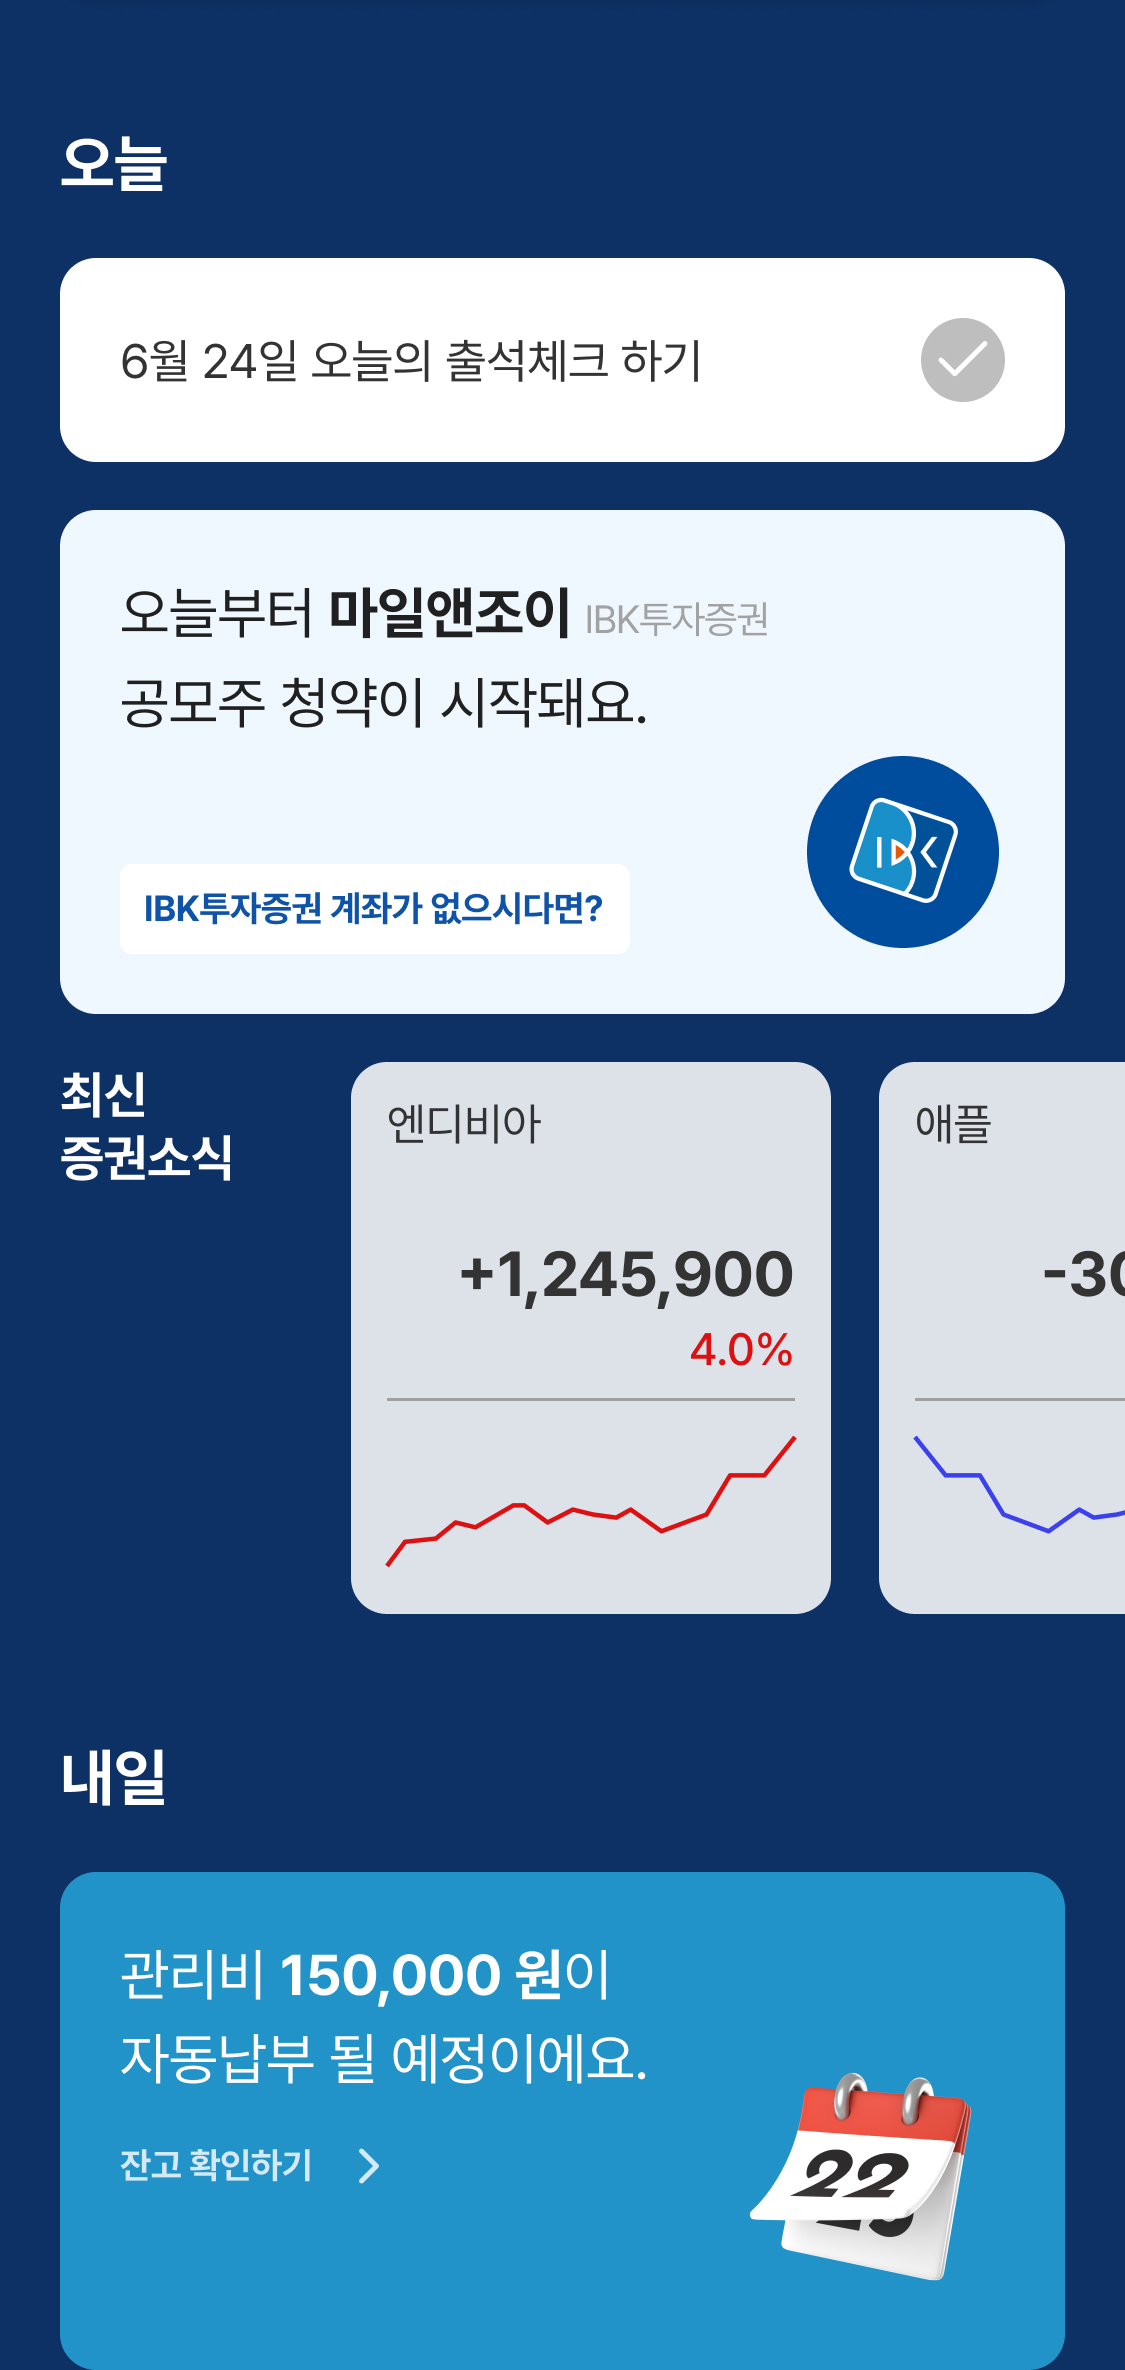 오늘
6월 24일 오늘의 출석체크 하기
오늘부터 마일앤조이 IBK투자증권
공모주 청약이 시작돼요.
IBK
IBK투자증권 계좌가 없으시다면?
최신
증권소식
엔디비아
+1,245,900
4.0%
애플
-30
내일
관리비 150,000 원이
자동납부 될 예정이에요.
잔고 확인하기
22